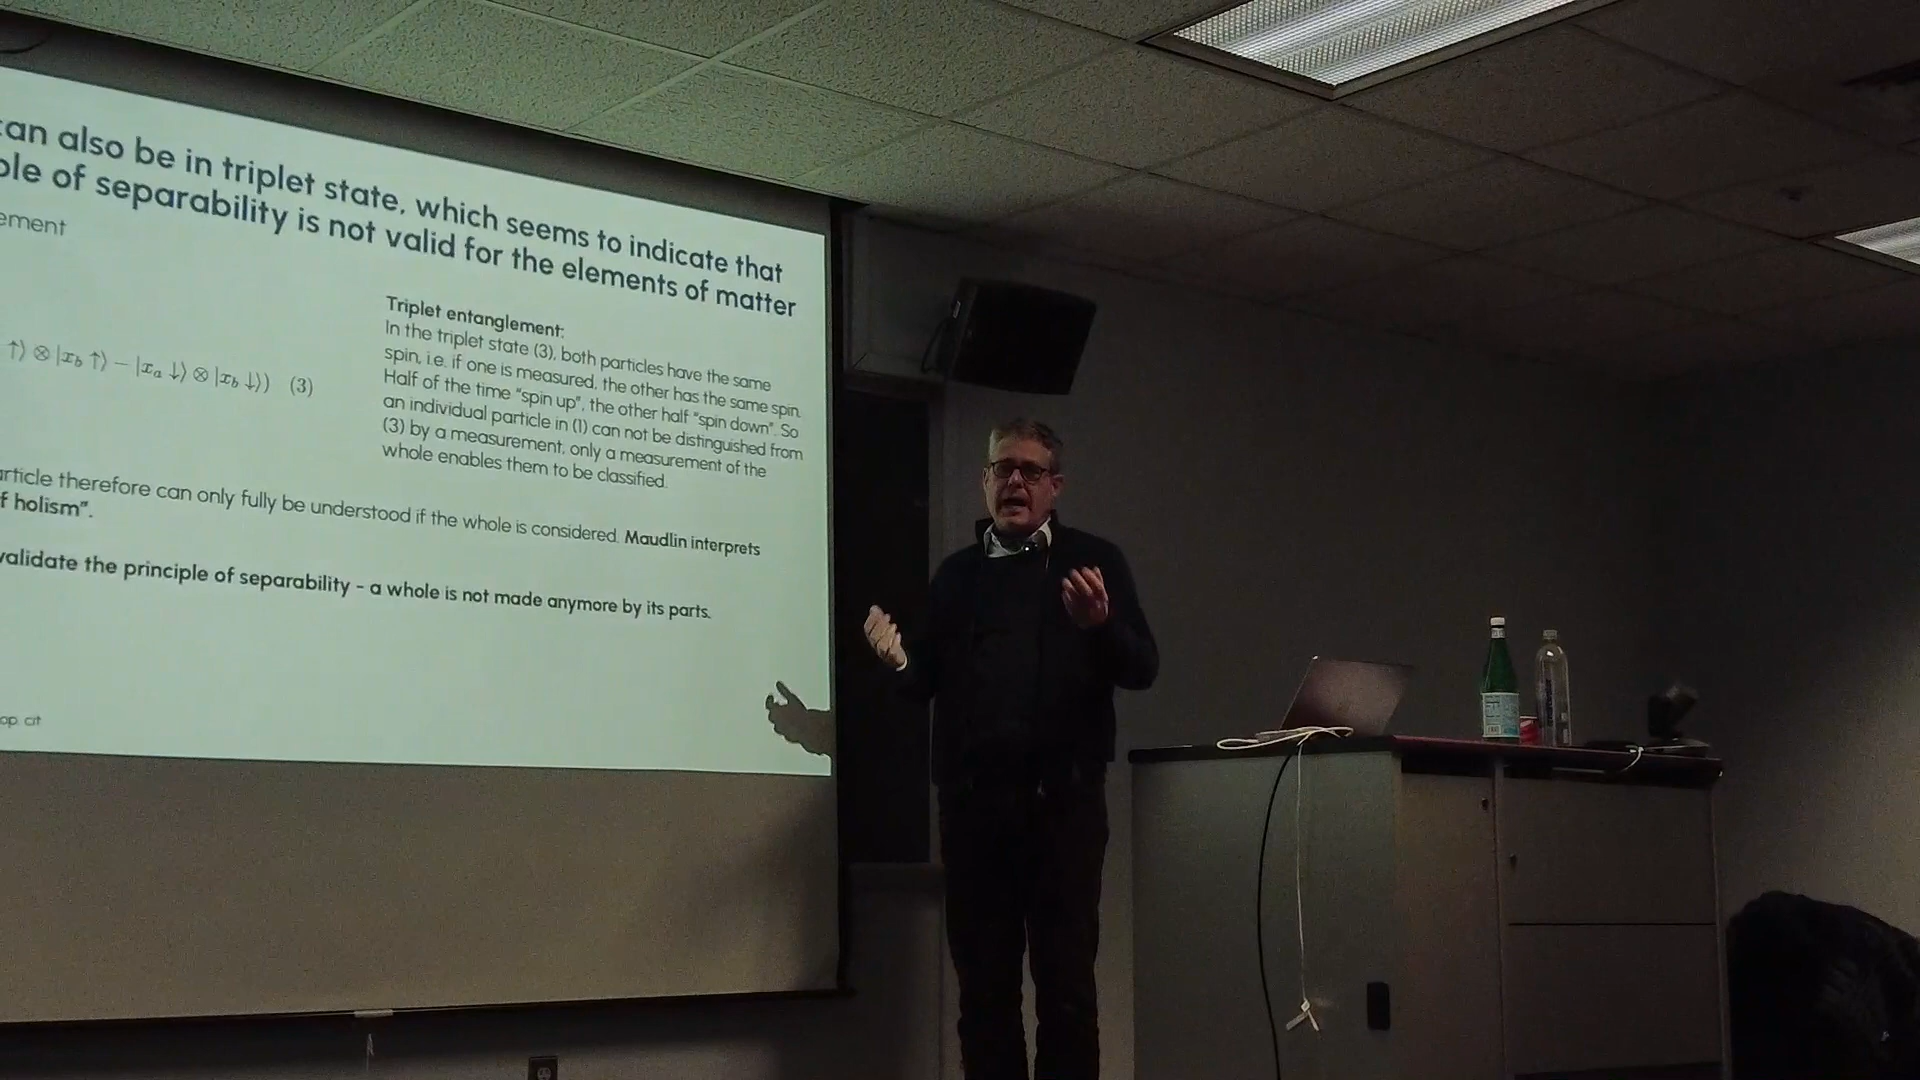 can also be in triplet state, which seems to indicate that
ple of separability is not valid for the elements of matter
ement
↑⟩ ⊗ |x_b ↑⟩ − |x_a ↓⟩ ⊗ |x_b ↓⟩) (3)
Triplet entanglement:
In the triplet state (3), both particles have the same
spin, i.e. if one is measured, the other has the same spin.
Half of the time "spin up", the other half "spin down". So
an individual particle in (1) can not be distinguished from
(3) by a measurement, only a measurement of the
whole enables them to be classified.
article therefore can only fully be understood if the whole is considered. Maudlin interprets
f holism".
validate the principle of separability - a whole is not made anymore by its parts.
op. cit